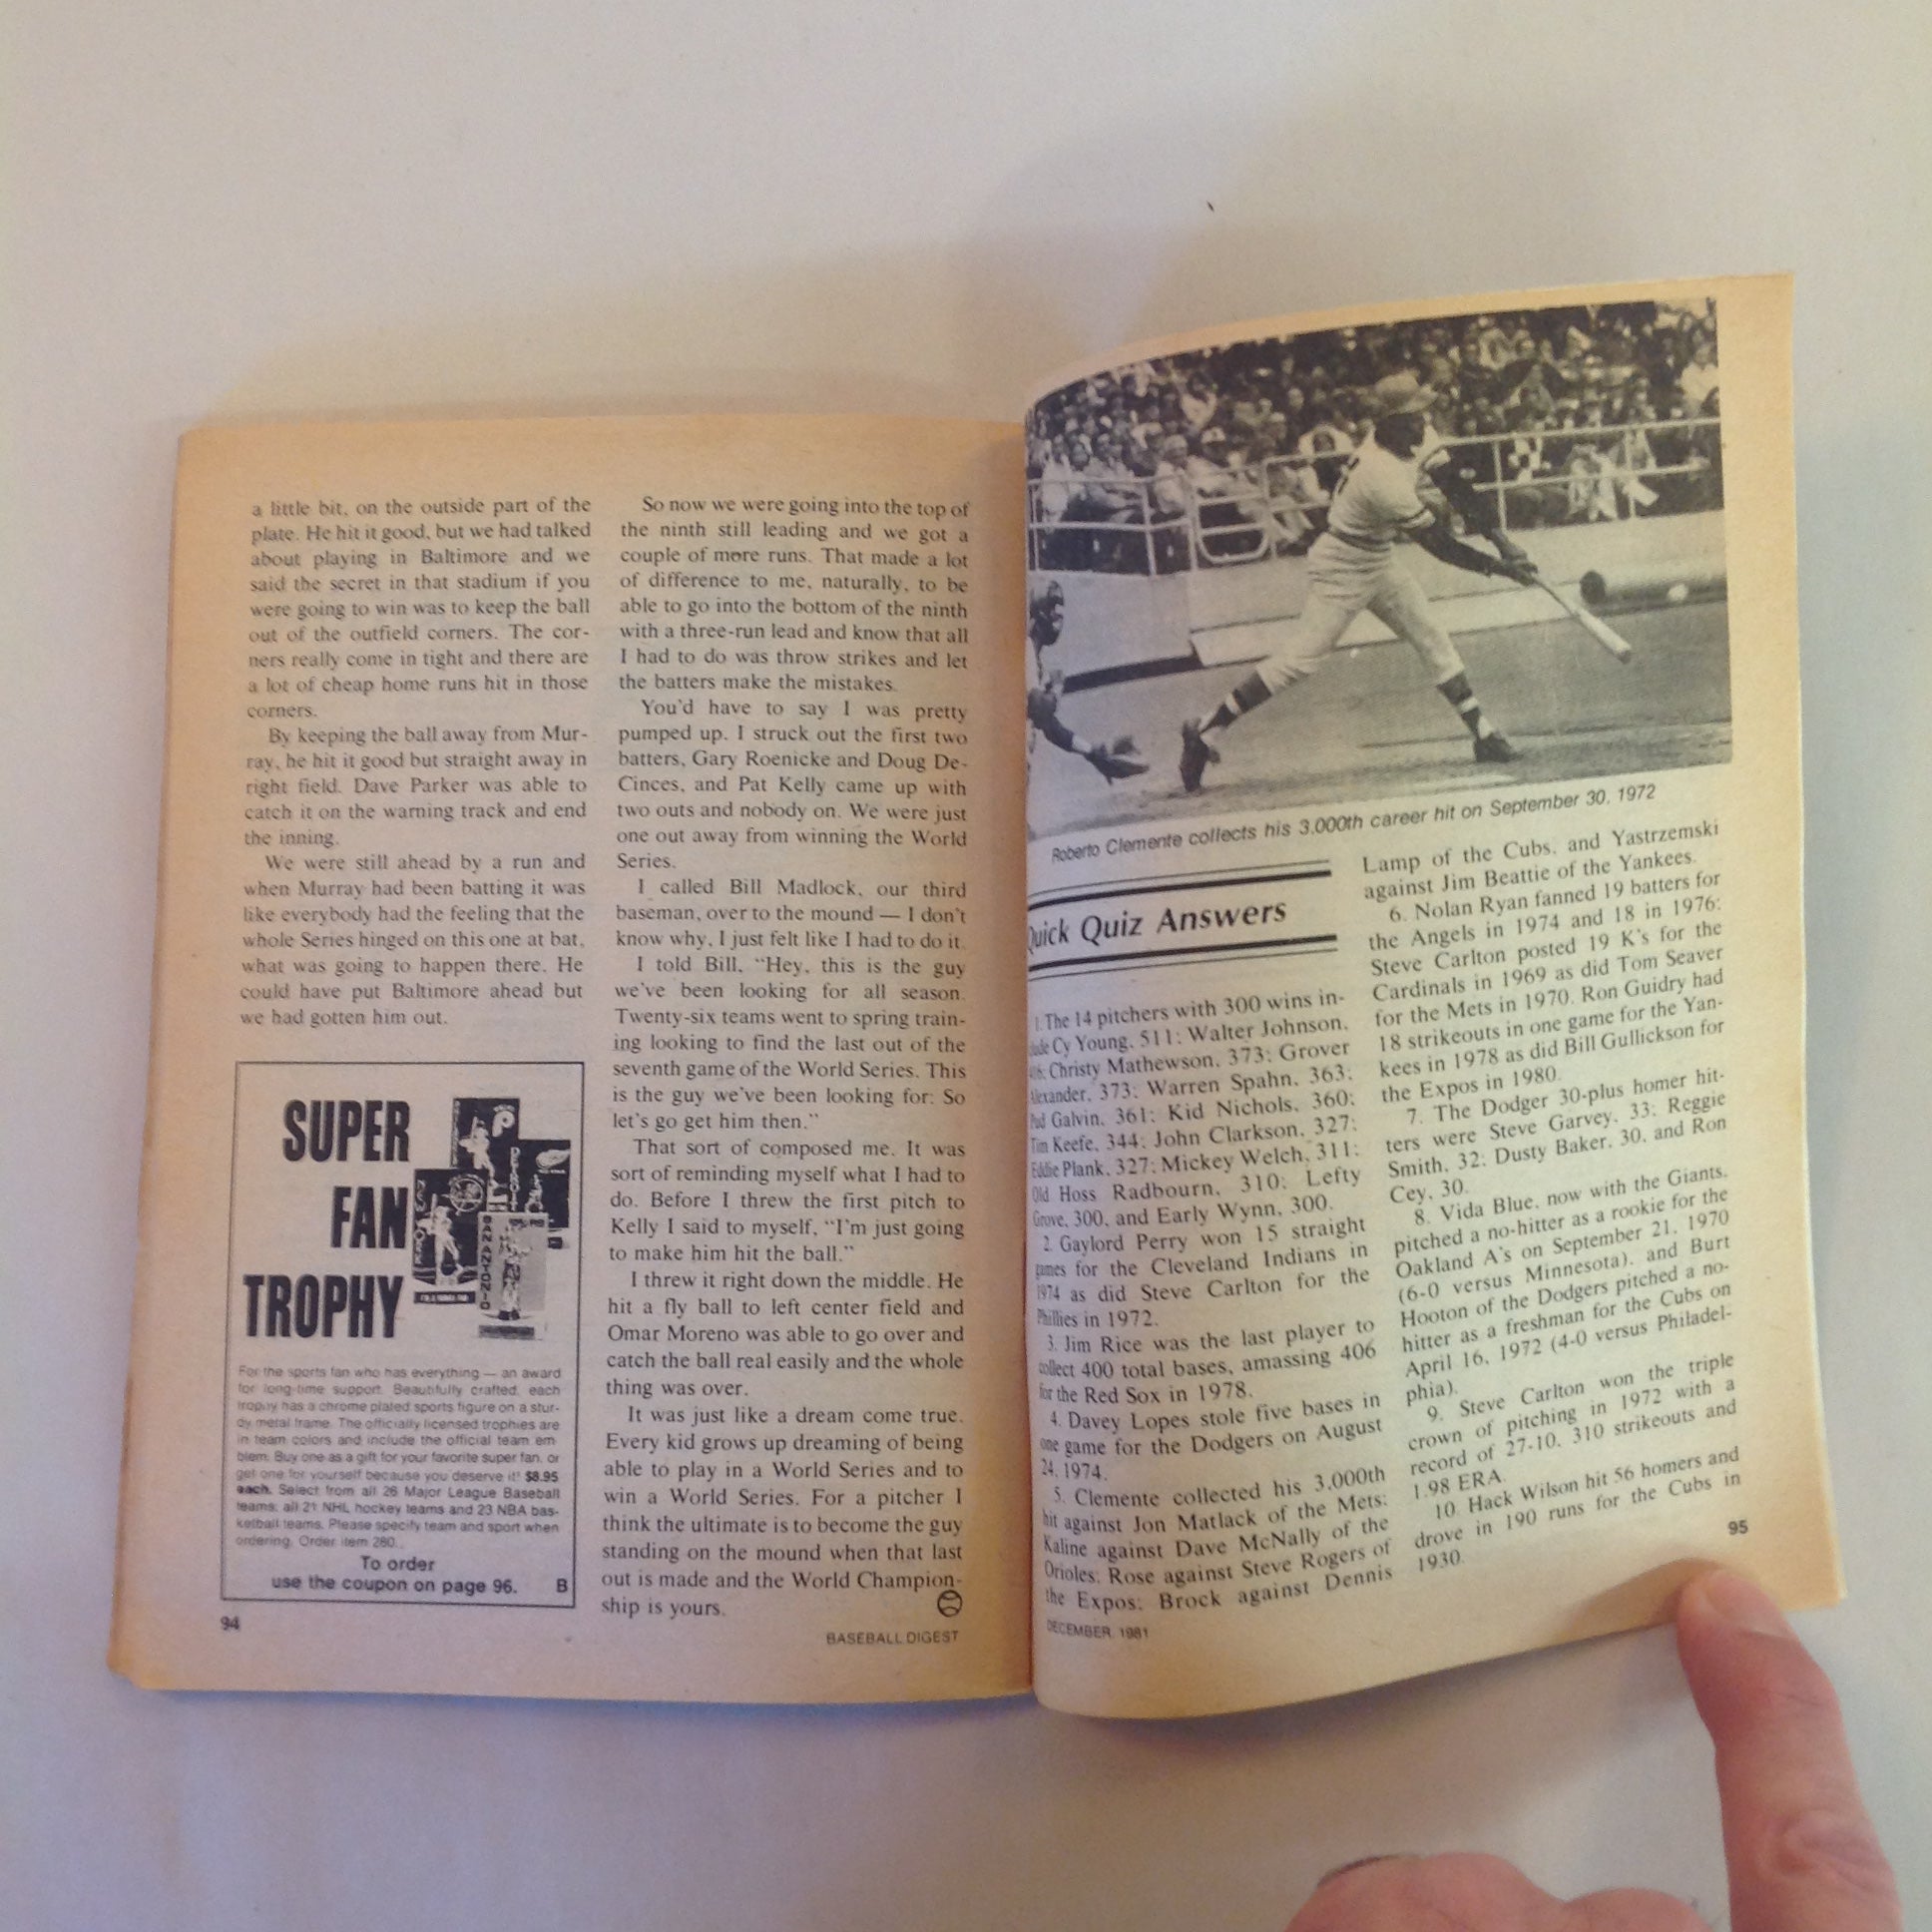 a little bit, on the outside part of the
plate. He hit it good, but we had talked
about playing in Baltimore and we
said the secret in that stadium if you
were going to win was to keep the ball
out of the outfield corners. The cor-
ners really come in tight and there are
a lot of cheap home runs hit in those
corners.
By keeping the ball away from Mur-
ray, he hit it good but straight away in
right field. Dave Parker was able to
catch it on the warning track and end
the inning.
We were still ahead by a run and
when Murray had been batting it was
like everybody had the feeling that the
whole Series hinged on this one at bat,
what was going to happen there. He
could have put Baltimore ahead but
we had gotten him out.
SUPER
FAN
TROPHY
For the sports fan who has everything — an award
for long-time support. Beautifully crafted, each
trophy has a chrome plated sports figure on a stur-
dy metal frame. The officially licensed trophies are
in team colors and include the official team em
blem. Buy one as a gift for your favorite super fan, or
get one for yourself because you deserve it! $8.95
each. Select from all 26 Major League Baseball
teams; all 21 NHL hockey teams and 23 NBA bas-
ketball teams. Please specify team and sport when
ordering. Order item 280.
To order
use the coupon on page 96. B
94
So now we were going into the top of
the ninth still leading and we got a
couple of more runs. That made a lot
of difference to me, naturally, to be
able to go into the bottom of the ninth
with a three-run lead and know that all
I had to do was throw strikes and let
the batters make the mistakes.
You'd have to say I was pretty
pumped up. I struck out the first two
batters, Gary Roenicke and Doug De-
Cinces, and Pat Kelly came up with
two outs and nobody on. We were just
one out away from winning the World
Series.
I called Bill Madlock, our third
baseman, over to the mound — I don't
know why, I just felt like I had to do it.
I told Bill, "Hey, this is the guy
we've been looking for all season.
Twenty-six teams went to spring train-
ing looking to find the last out of the
seventh game of the World Series. This
is the guy we've been looking for: So
let's go get him then."
That sort of composed me. It was
sort of reminding myself what I had to
do. Before I threw the first pitch to
Kelly I said to myself, "I'm just going
to make him hit the ball."
I threw it right down the middle. He
hit a fly ball to left center field and
Omar Moreno was able to go over and
catch the ball real easily and the whole
thing was over.
It was just like a dream come true.
Every kid grows up dreaming of being
able to play in a World Series and to
win a World Series. For a pitcher I
think the ultimate is to become the guy
standing on the mound when that last
out is made and the World Champion-
ship is yours.
BASEBALL DIGEST
Roberto Clemente collects his 3,000th career hit on September 30, 1972
Quick Quiz Answers
1. The 14 pitchers with 300 wins in-
clude Cy Young, 511; Walter Johnson,
Christy Mathewson, 373; Grover
Alexander, 373; Warren Spahn, 363;
Pud Galvin, 361; Kid Nichols, 360;
Tim Keefe, 344; John Clarkson, 327;
Eddie Plank, 327; Mickey Welch, 311;
Old Hoss Radbourn, 310; Lefty
Grove, 300, and Early Wynn, 300.
2. Gaylord Perry won 15 straight
games for the Cleveland Indians in
1974 as did Steve Carlton for the
Phillies in 1972.
3. Jim Rice was the last player to
collect 400 total bases, amassing 406
for the Red Sox in 1978.
4. Davey Lopes stole five bases in
one game for the Dodgers on August
24, 1974.
5. Clemente collected his 3,000th
hit against Jon Matlack of the Mets;
Kaline against Dave McNally of the
Orioles; Rose against Steve Rogers of
the Expos; Brock against Dennis
DECEMBER, 1981
Lamp of the Cubs, and Yastrzemski
against Jim Beattie of the Yankees.
6. Nolan Ryan fanned 19 batters for
the Angels in 1974 and 18 in 1976;
Steve Carlton posted 19 K's for the
Cardinals in 1969 as did Tom Seaver
for the Mets in 1970. Ron Guidry had
18 strikeouts in one game for the Yan-
kees in 1978 as did Bill Gullickson for
the Expos in 1980.
7. The Dodger 30-plus homer hit-
ters were Steve Garvey, 33; Reggie
Smith, 32; Dusty Baker, 30, and Ron
Cey, 30.
8. Vida Blue, now with the Giants,
pitched a no-hitter as a rookie for the
Oakland A's on September 21, 1970
(6-0 versus Minnesota), and Burt
Hooton of the Dodgers pitched a no-
hitter as a freshman for the Cubs on
April 16, 1972 (4-0 versus Philadel-
phia).
9. Steve Carlton won the triple
crown of pitching in 1972 with a
record of 27-10, 310 strikeouts and
1.98 ERA.
10. Hack Wilson hit 56 homers and
drove in 190 runs for the Cubs in
1930.
95